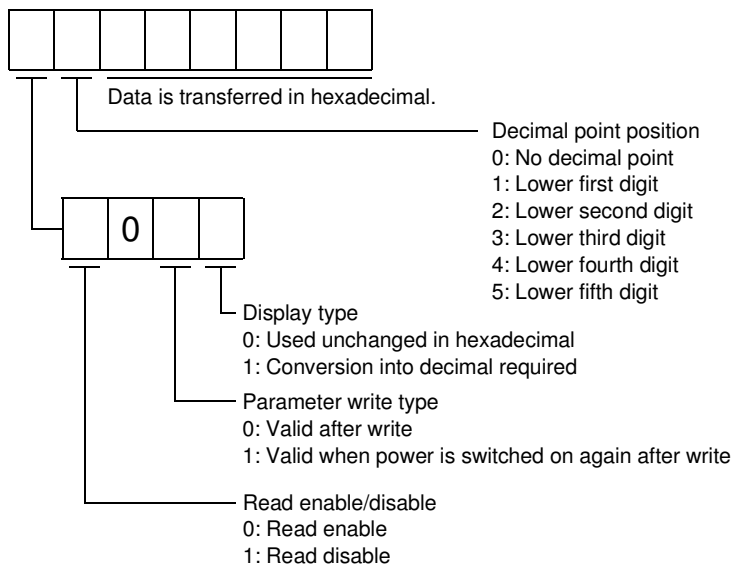 Data is transferred in hexadecimal.
Decimal point position
0: No decimal point
1: Lower first digit
2: Lower second digit
3: Lower third digit
4: Lower fourth digit
5: Lower fifth digit
0
Display type
0: Used unchanged in hexadecimal
1: Conversion into decimal required
Parameter write type
0: Valid after write
1: Valid when power is switched on again after write
Read enable/disable
0: Read enable
1: Read disable